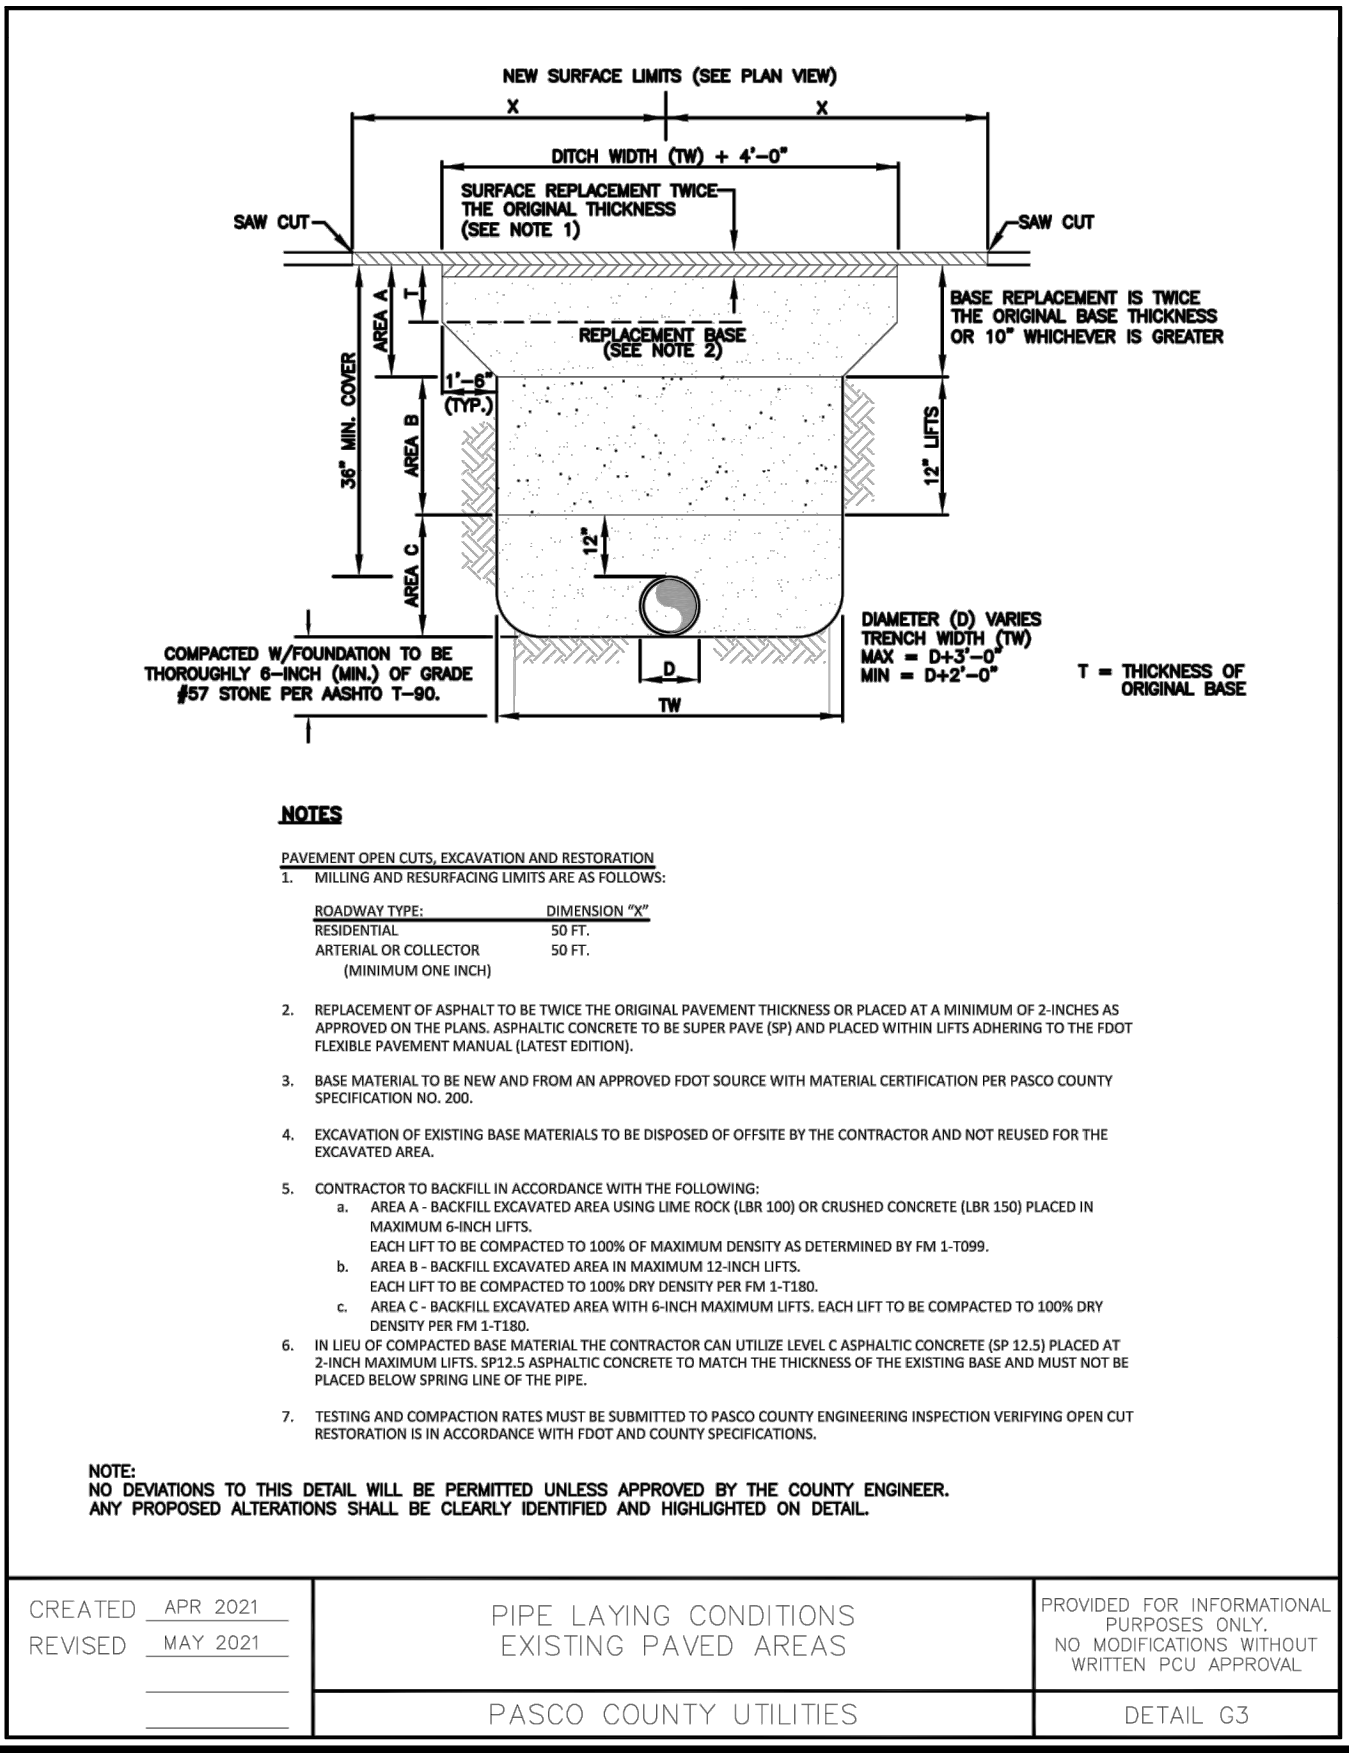 NEW SURFACE LIMITS (SEE PLAN VIEW)
X
X
DITCH WIDTH (TW) + 4'-0"
SURFACE REPLACEMENT TWICE
THE ORIGINAL THICKNESS
(SEE NOTE 1)
SAW CUT
SAW CUT
AREA A
T
BASE REPLACEMENT IS TWICE
THE ORIGINAL BASE THICKNESS
OR 10" WHICHEVER IS GREATER
REPLACEMENT BASE
(SEE NOTE 2)
36" MIN. COVER
1'-6"
(TYP.)
AREA B
12" LIFTS
12"
AREA C
COMPACTED W/FOUNDATION TO BE
THOROUGHLY 6-INCH (MIN.) OF GRADE
#57 STONE PER AASHTO T-90.
D
TW
DIAMETER (D) VARIES
TRENCH WIDTH (TW)
MAX = D+3'-0"
MIN = D+2'-0"
T = THICKNESS OF
ORIGINAL BASE
NOTES
PAVEMENT OPEN CUTS, EXCAVATION AND RESTORATION
1. MILLING AND RESURFACING LIMITS ARE AS FOLLOWS:
ROADWAY TYPE: DIMENSION "X"
RESIDENTIAL 50 FT.
ARTERIAL OR COLLECTOR 50 FT.
(MINIMUM ONE INCH)
2. REPLACEMENT OF ASPHALT TO BE TWICE THE ORIGINAL PAVEMENT THICKNESS OR PLACED AT A MINIMUM OF 2-INCHES AS
APPROVED ON THE PLANS. ASPHALTIC CONCRETE TO BE SUPER PAVE (SP) AND PLACED WITHIN LIFTS ADHERING TO THE FDOT
FLEXIBLE PAVEMENT MANUAL (LATEST EDITION).
3. BASE MATERIAL TO BE NEW AND FROM AN APPROVED FDOT SOURCE WITH MATERIAL CERTIFICATION PER PASCO COUNTY
SPECIFICATION NO. 200.
4. EXCAVATION OF EXISTING BASE MATERIALS TO BE DISPOSED OF OFFSITE BY THE CONTRACTOR AND NOT REUSED FOR THE
EXCAVATED AREA.
5. CONTRACTOR TO BACKFILL IN ACCORDANCE WITH THE FOLLOWING:
a. AREA A - BACKFILL EXCAVATED AREA USING LIME ROCK (LBR 100) OR CRUSHED CONCRETE (LBR 150) PLACED IN
MAXIMUM 6-INCH LIFTS.
EACH LIFT TO BE COMPACTED TO 100% OF MAXIMUM DENSITY AS DETERMINED BY FM 1-T099.
b. AREA B - BACKFILL EXCAVATED AREA IN MAXIMUM 12-INCH LIFTS.
EACH LIFT TO BE COMPACTED TO 100% DRY DENSITY PER FM 1-T180.
c. AREA C - BACKFILL EXCAVATED AREA WITH 6-INCH MAXIMUM LIFTS. EACH LIFT TO BE COMPACTED TO 100% DRY
DENSITY PER FM 1-T180.
6. IN LIEU OF COMPACTED BASE MATERIAL THE CONTRACTOR CAN UTILIZE LEVEL C ASPHALTIC CONCRETE (SP 12.5) PLACED AT
2-INCH MAXIMUM LIFTS. SP12.5 ASPHALTIC CONCRETE TO MATCH THE THICKNESS OF THE EXISTING BASE AND MUST NOT BE
PLACED BELOW SPRING LINE OF THE PIPE.
7. TESTING AND COMPACTION RATES MUST BE SUBMITTED TO PASCO COUNTY ENGINEERING INSPECTION VERIFYING OPEN CUT
RESTORATION IS IN ACCORDANCE WITH FDOT AND COUNTY SPECIFICATIONS.
NOTE:
NO DEVIATIONS TO THIS DETAIL WILL BE PERMITTED UNLESS APPROVED BY THE COUNTY ENGINEER.
ANY PROPOSED ALTERATIONS SHALL BE CLEARLY IDENTIFIED AND HIGHLIGHTED ON DETAIL.
CREATED APR 2021
REVISED MAY 2021
PIPE LAYING CONDITIONS
EXISTING PAVED AREAS
PROVIDED FOR INFORMATIONAL
PURPOSES ONLY.
NO MODIFICATIONS WITHOUT
WRITTEN PCU APPROVAL
PASCO COUNTY UTILITIES
DETAIL G3